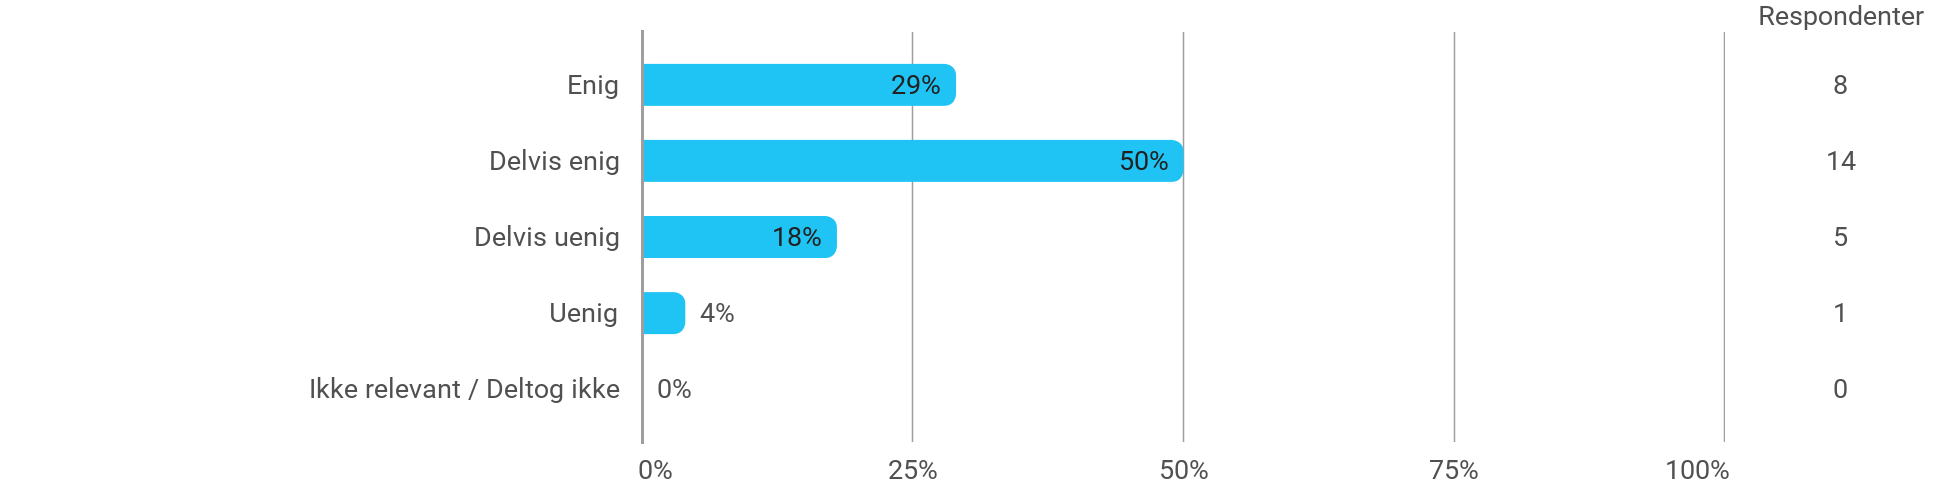 Respondenter
Enig 29% 8
Delvis enig 50% 14
Delvis uenig 18% 5
Uenig 4% 1
Ikke relevant / Deltog ikke 0% 0
0% 25% 50% 75% 100%